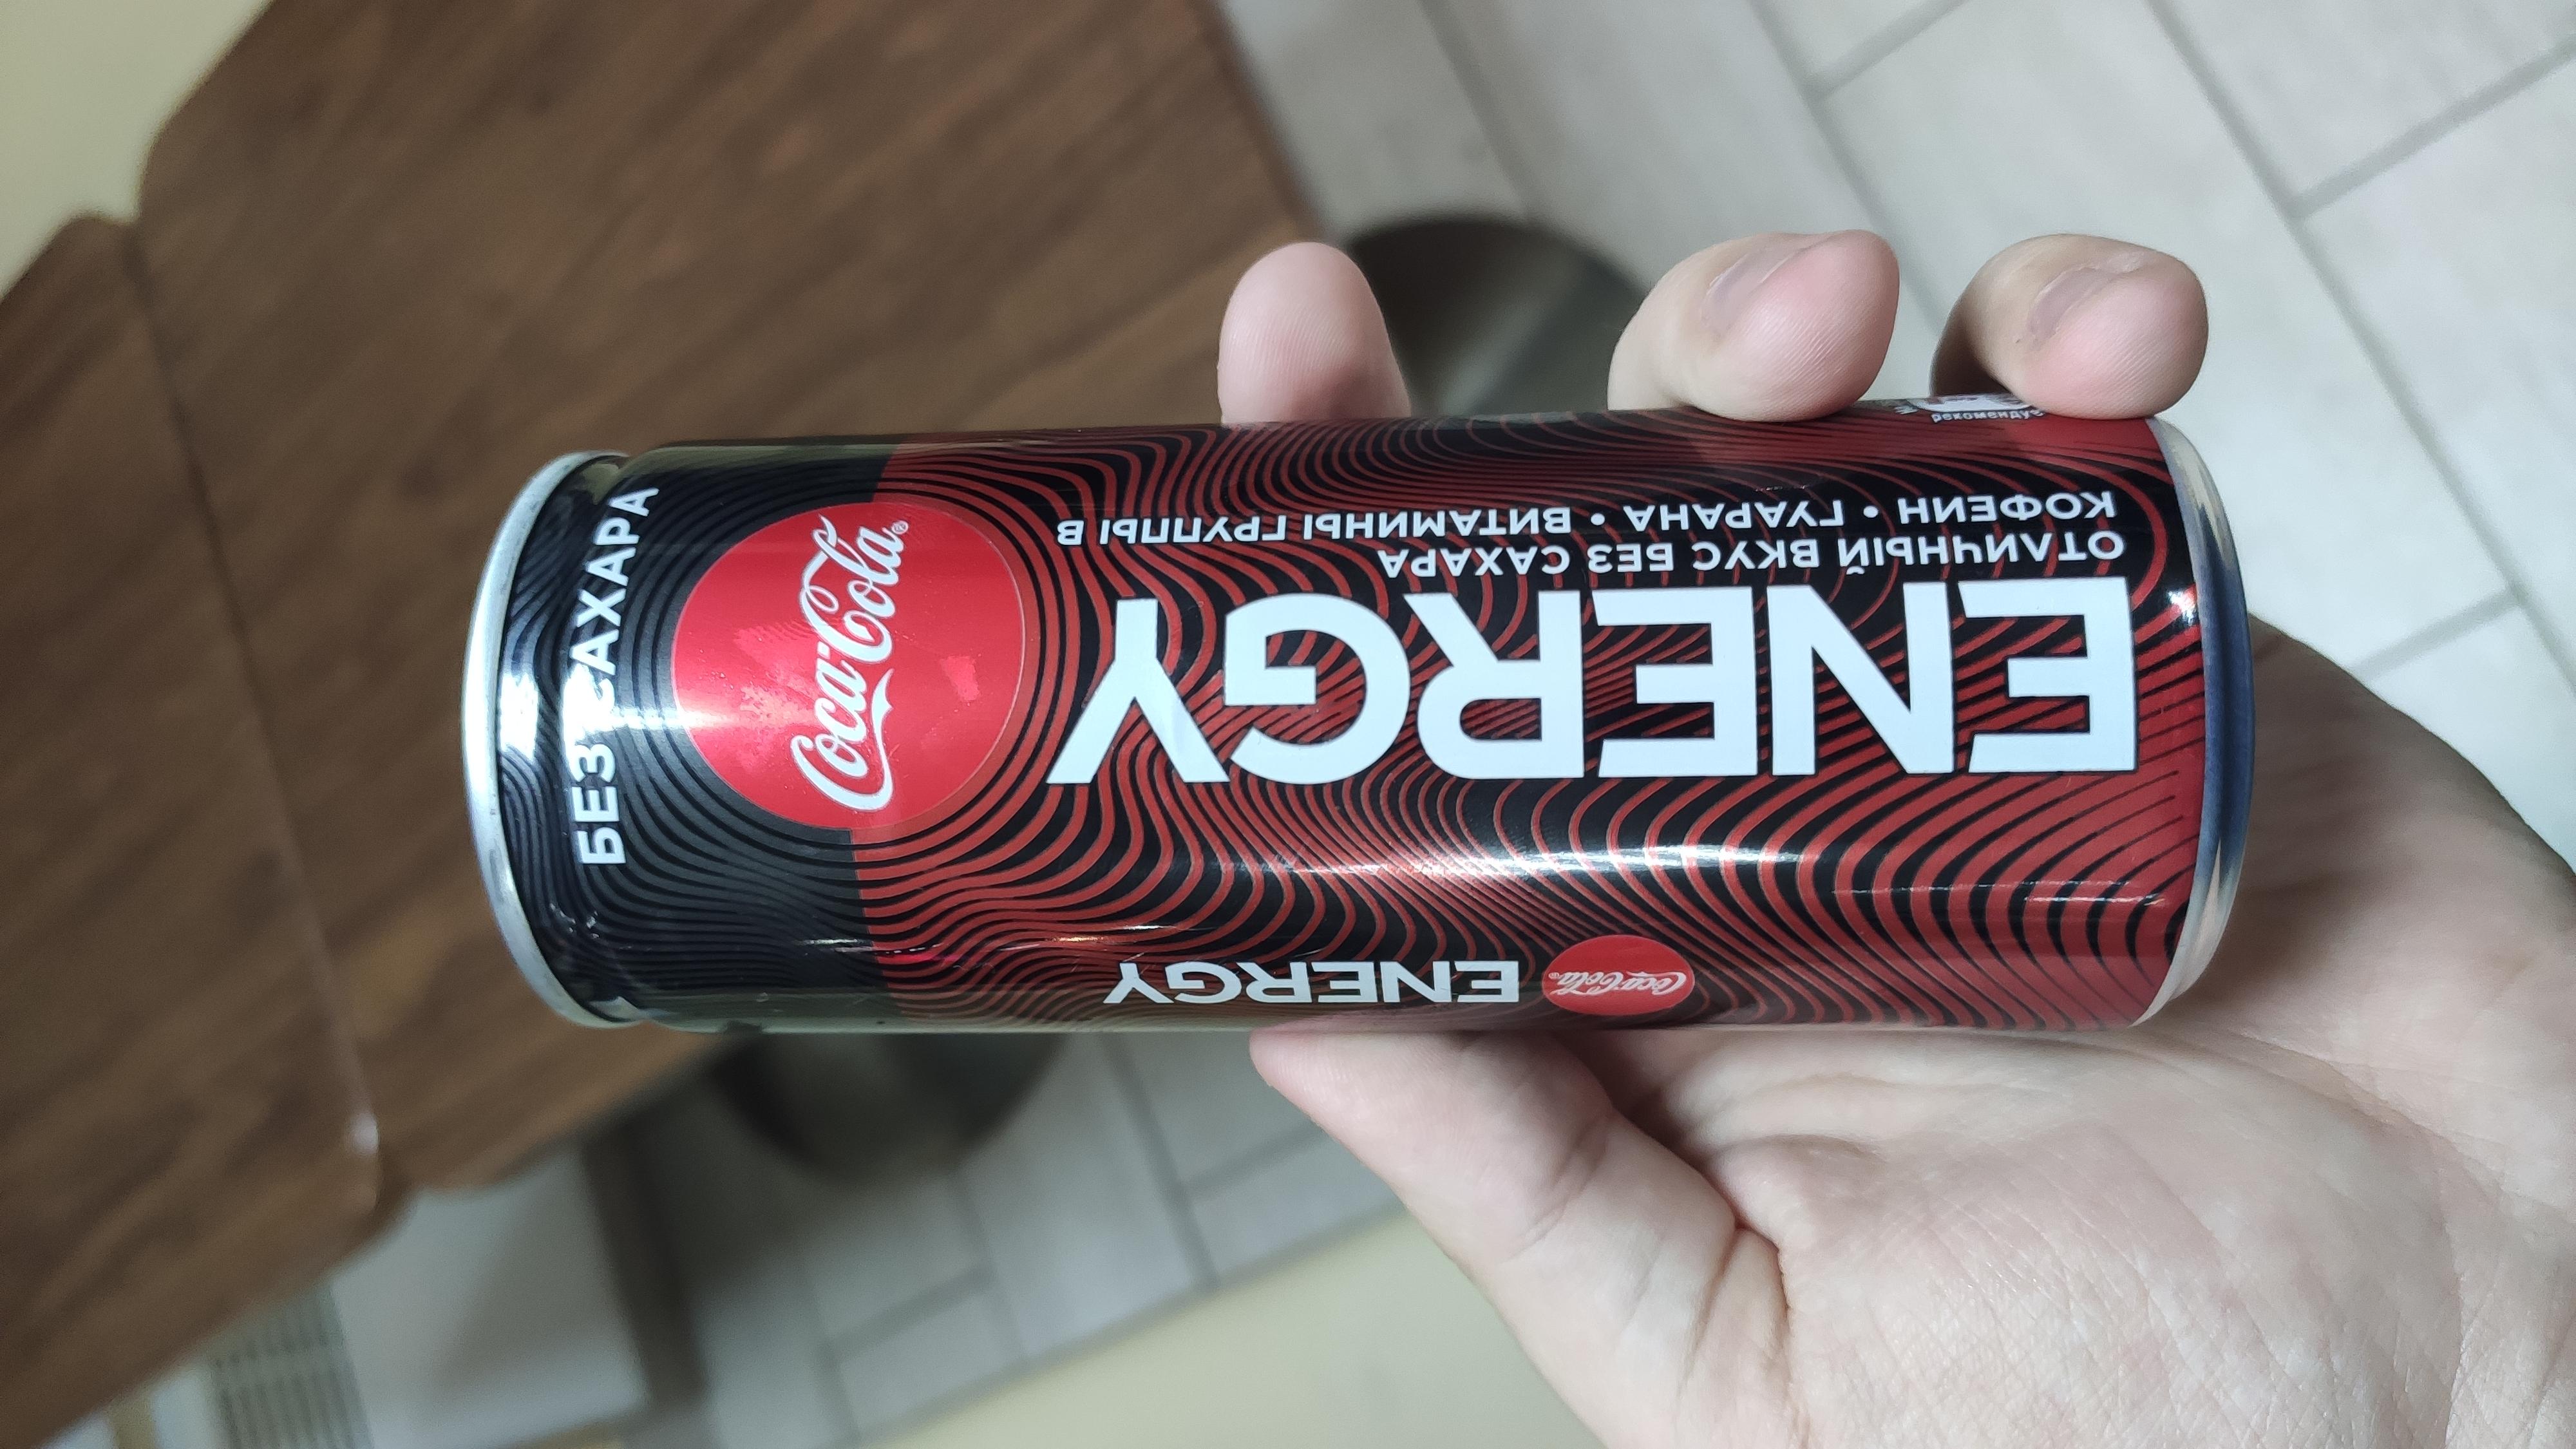 БЕЗ САХАРА
Coca-Cola®
ENERGY
ОТЛИЧНЫЙ ВКУС БЕЗ САХАРА
КОФЕИН • ГУАРАНА • ВИТАМИНЫ ГРУППЫ В
Coca-Cola® ENERGY